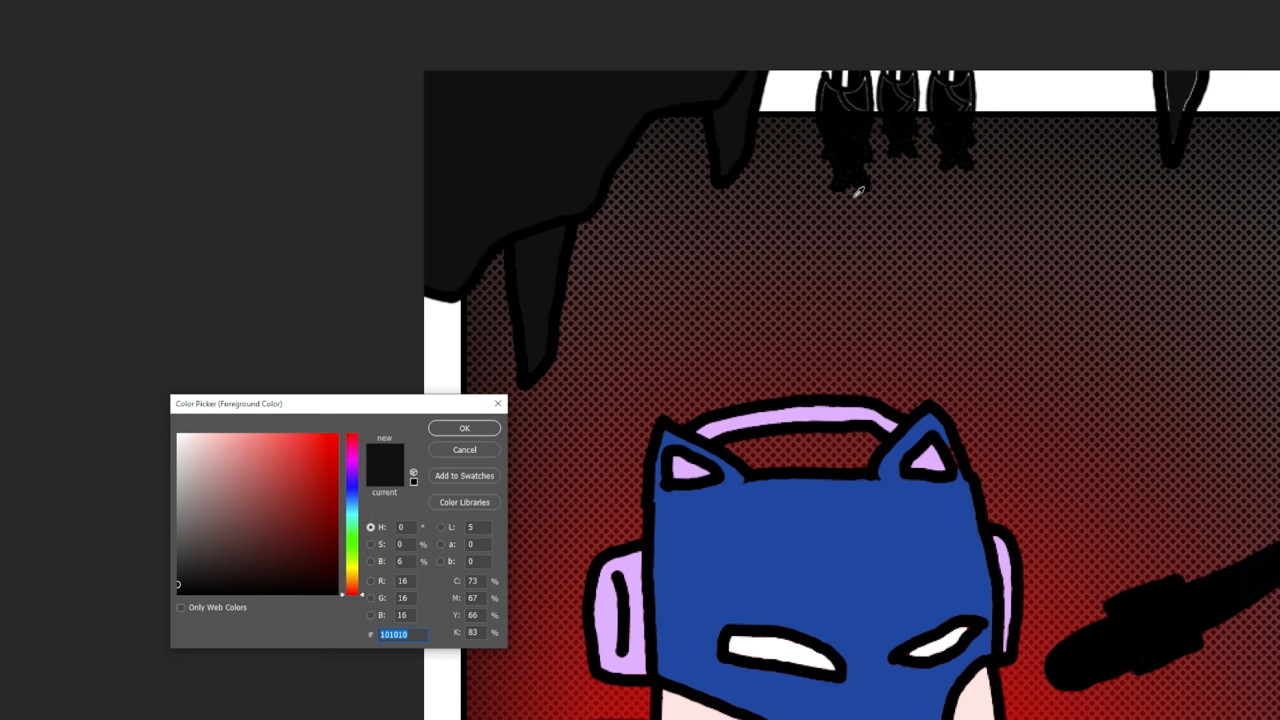 Color Picker (Foreground Color)
new
current
OK
Cancel
Add to Swatches
Color Libraries
H: 0 °
S: 0 %
B: 6 %
R: 16
G: 16
B: 16
# 101010
L: 5
a: 0
b: 0
C: 73 %
M: 67 %
Y: 66 %
K: 83 %
Only Web Colors